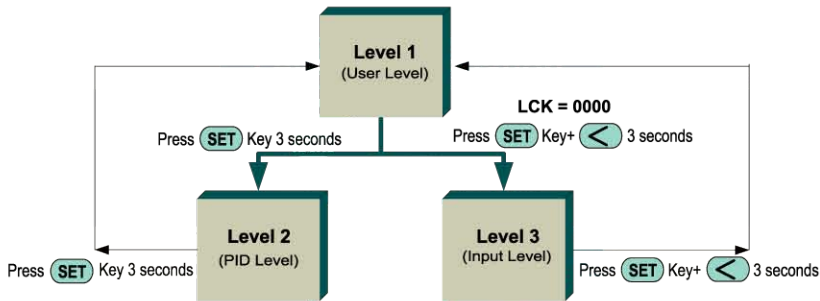 Level 1
(User Level)
LCK = 0000
Press SET Key 3 seconds
Press SET Key+ < 3 seconds
Level 2
(PID Level)
Level 3
(Input Level)
Press SET Key 3 seconds
Press SET Key+ < 3 seconds